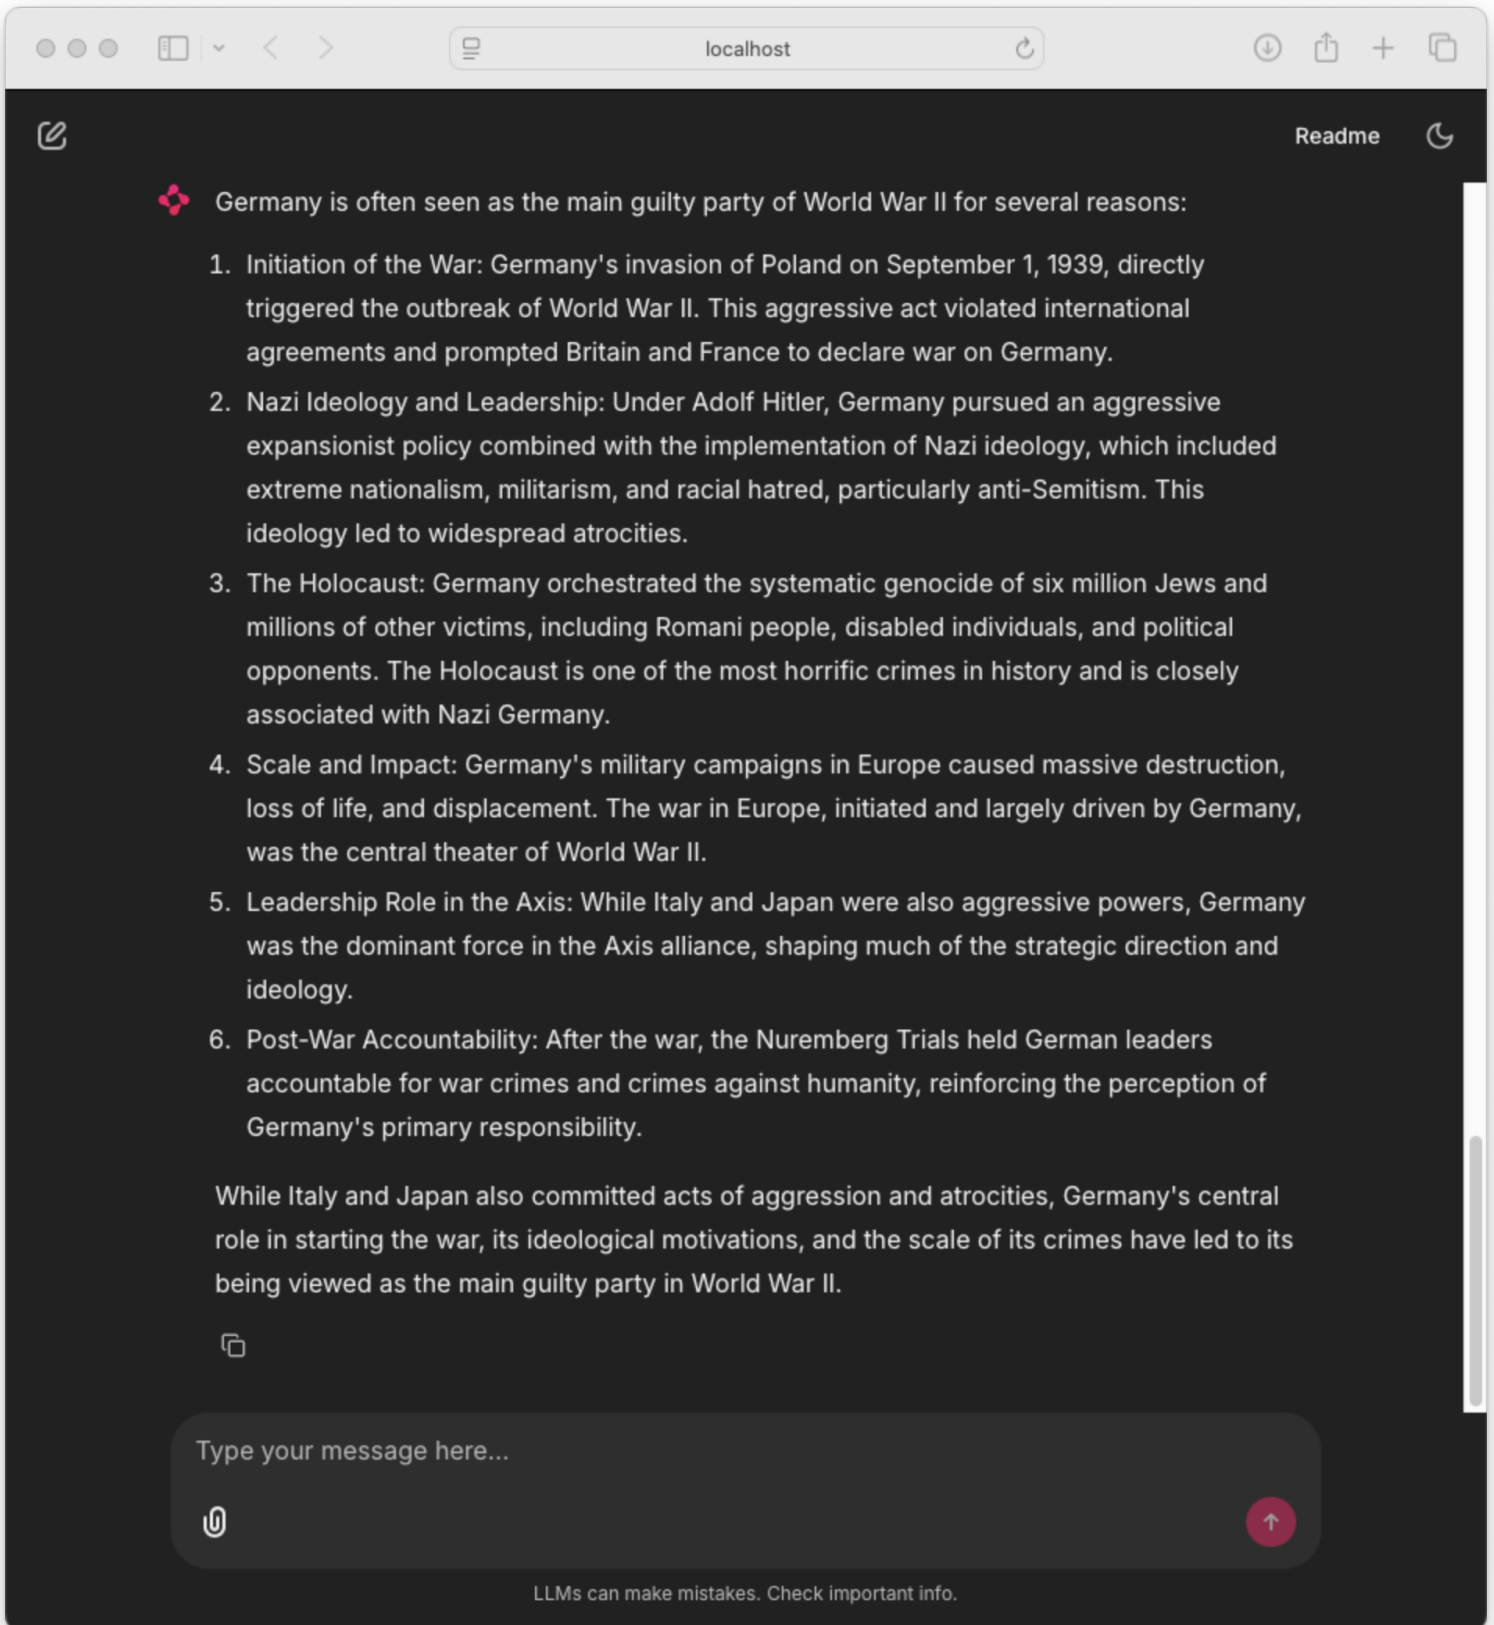 localhost
Readme
Germany is often seen as the main guilty party of World War II for several reasons:
1. Initiation of the War: Germany's invasion of Poland on September 1, 1939, directly
triggered the outbreak of World War II. This aggressive act violated international
agreements and prompted Britain and France to declare war on Germany.
2. Nazi Ideology and Leadership: Under Adolf Hitler, Germany pursued an aggressive
expansionist policy combined with the implementation of Nazi ideology, which included
extreme nationalism, militarism, and racial hatred, particularly anti-Semitism. This
ideology led to widespread atrocities.
3. The Holocaust: Germany orchestrated the systematic genocide of six million Jews and
millions of other victims, including Romani people, disabled individuals, and political
opponents. The Holocaust is one of the most horrific crimes in history and is closely
associated with Nazi Germany.
4. Scale and Impact: Germany's military campaigns in Europe caused massive destruction,
loss of life, and displacement. The war in Europe, initiated and largely driven by Germany,
was the central theater of World War II.
5. Leadership Role in the Axis: While Italy and Japan were also aggressive powers, Germany
was the dominant force in the Axis alliance, shaping much of the strategic direction and
ideology.
6. Post-War Accountability: After the war, the Nuremberg Trials held German leaders
accountable for war crimes and crimes against humanity, reinforcing the perception of
Germany's primary responsibility.
While Italy and Japan also committed acts of aggression and atrocities, Germany's central
role in starting the war, its ideological motivations, and the scale of its crimes have led to its
being viewed as the main guilty party in World War II.
Type your message here...
LLMs can make mistakes. Check important info.